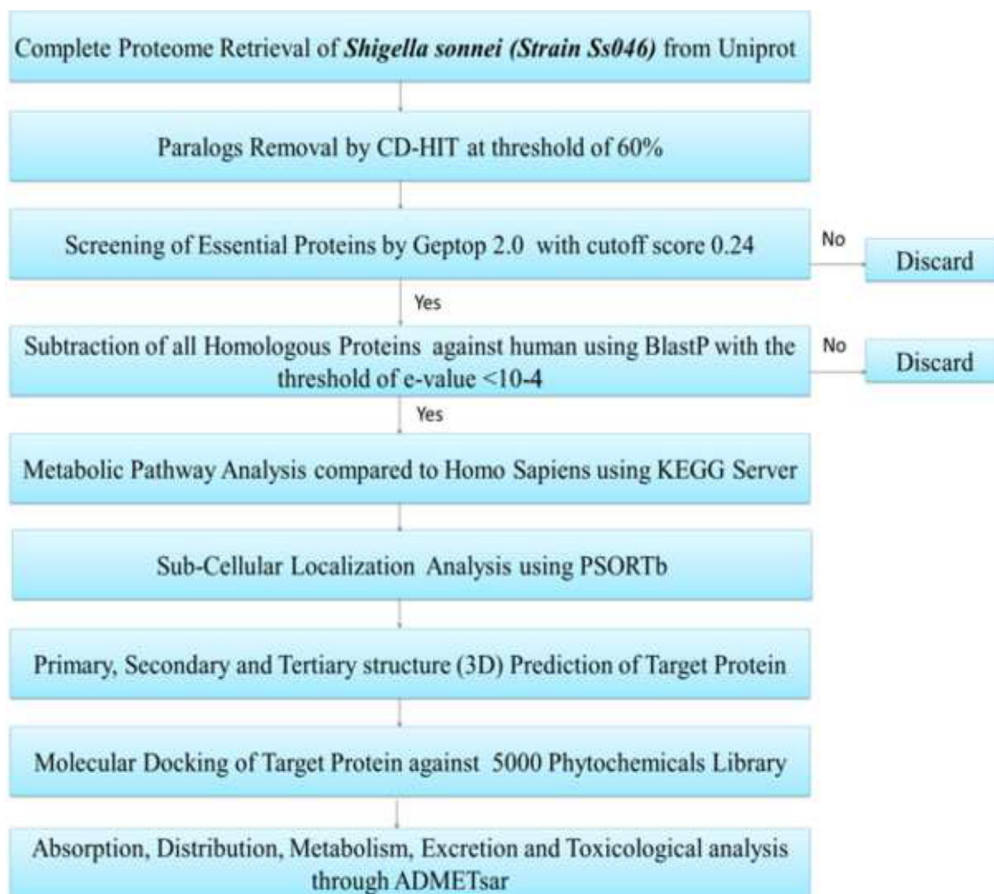 Complete Proteome Retrieval of Shigella sonnei (Strain Ss046) from Uniprot
Paralogs Removal by CD-HIT at threshold of 60%
Screening of Essential Proteins by Geptop 2.0 with cutoff score 0.24
No
Discard
Yes
Subtraction of all Homologous Proteins against human using BlastP with the
threshold of e-value <10-4
No
Discard
Yes
Metabolic Pathway Analysis compared to Homo Sapiens using KEGG Server
Sub-Cellular Localization Analysis using PSORTb
Primary, Secondary and Tertiary structure (3D) Prediction of Target Protein
Molecular Docking of Target Protein against 5000 Phytochemicals Library
Absorption, Distribution, Metabolism, Excretion and Toxicological analysis
through ADMETsar